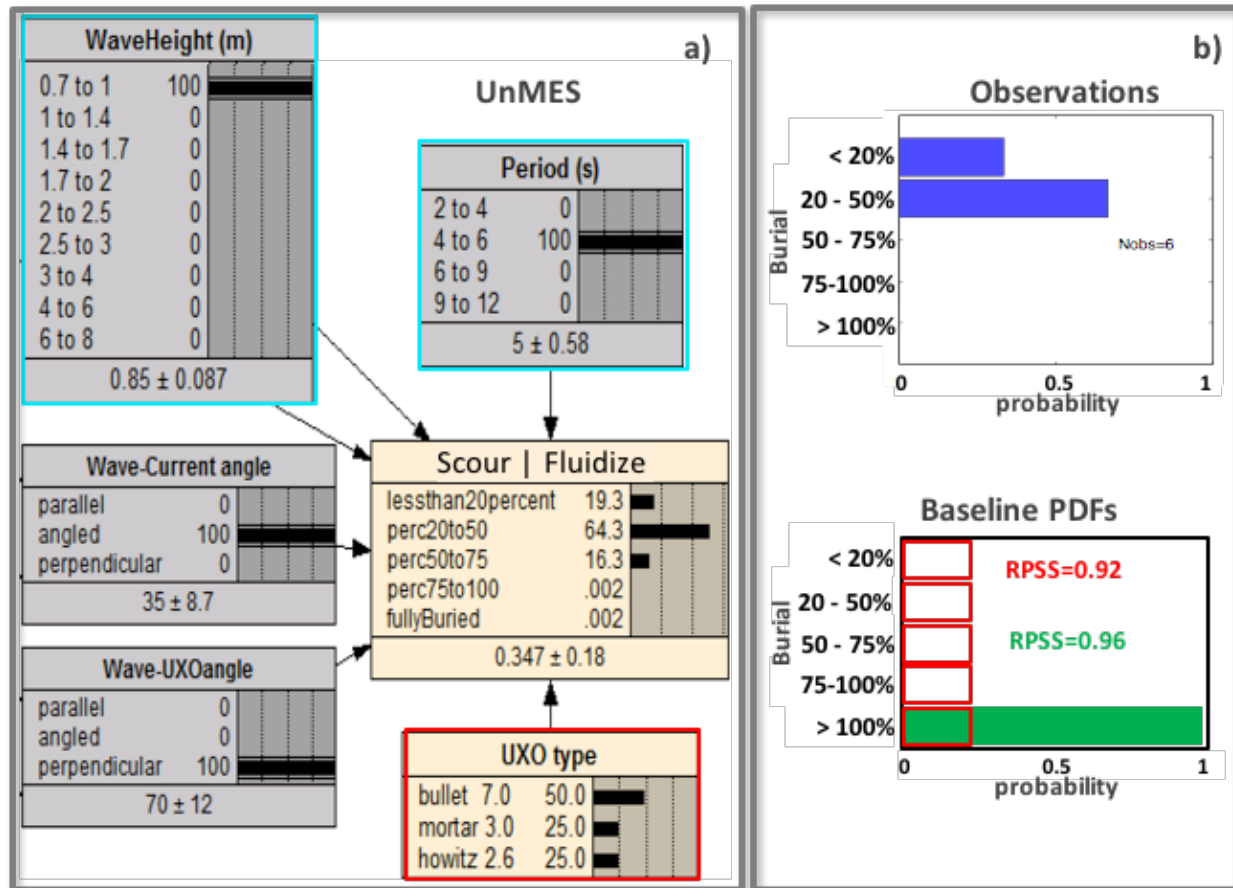 a)
UnMES
WaveHeight (m)
0.7 to 1 100
1 to 1.4 0
1.4 to 1.7 0
1.7 to 2 0
2 to 2.5 0
2.5 to 3 0
3 to 4 0
4 to 6 0
6 to 8 0
0.85 ± 0.087
Period (s)
2 to 4 0
4 to 6 100
6 to 9 0
9 to 12 0
5 ± 0.58
Wave-Current angle
parallel 0
angled 100
perpendicular 0
35 ± 8.7
Scour | Fluidize
lessthan20percent 19.3
perc20to50 64.3
perc50to75 16.3
perc75to100 .002
fullyBuried .002
0.347 ± 0.18
Wave-UXOangle
parallel 0
angled 0
perpendicular 100
70 ± 12
UXO type
bullet 7.0 50.0
mortar 3.0 25.0
howitz 2.6 25.0
b)
Observations
Burial
< 20%
20 - 50%
50 - 75%
75-100%
> 100%
Nobs=6
0 0.5 1
probability
Baseline PDFs
Burial
< 20%
20 - 50%
50 - 75%
75-100%
> 100%
RPSS=0.92
RPSS=0.96
0 0.5 1
probability